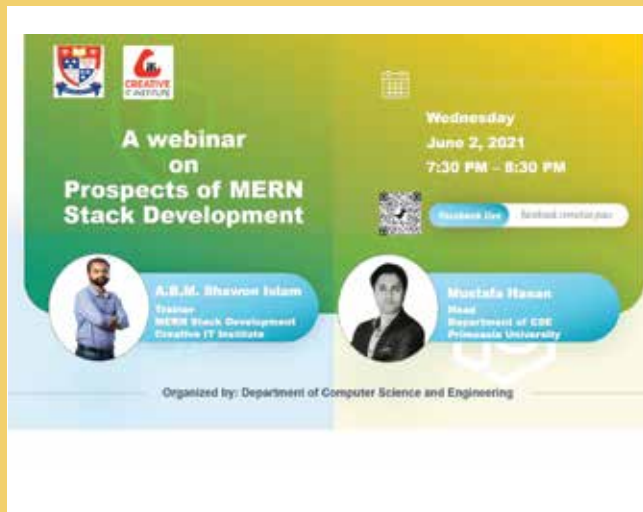 CREATIVE
IT INSTITUTE
A webinar
on
Prospects of MERN
Stack Development
Wednesday
June 2, 2021
7:30 PM – 8:30 PM
Facebook live
A.B.M. Shawon Islam
Trainer
MERN Stack Development
Creative IT Institute
Mustafa Hasan
Head
Department of CSE
Primeasia University
Organized by: Department of Computer Science and Engineering